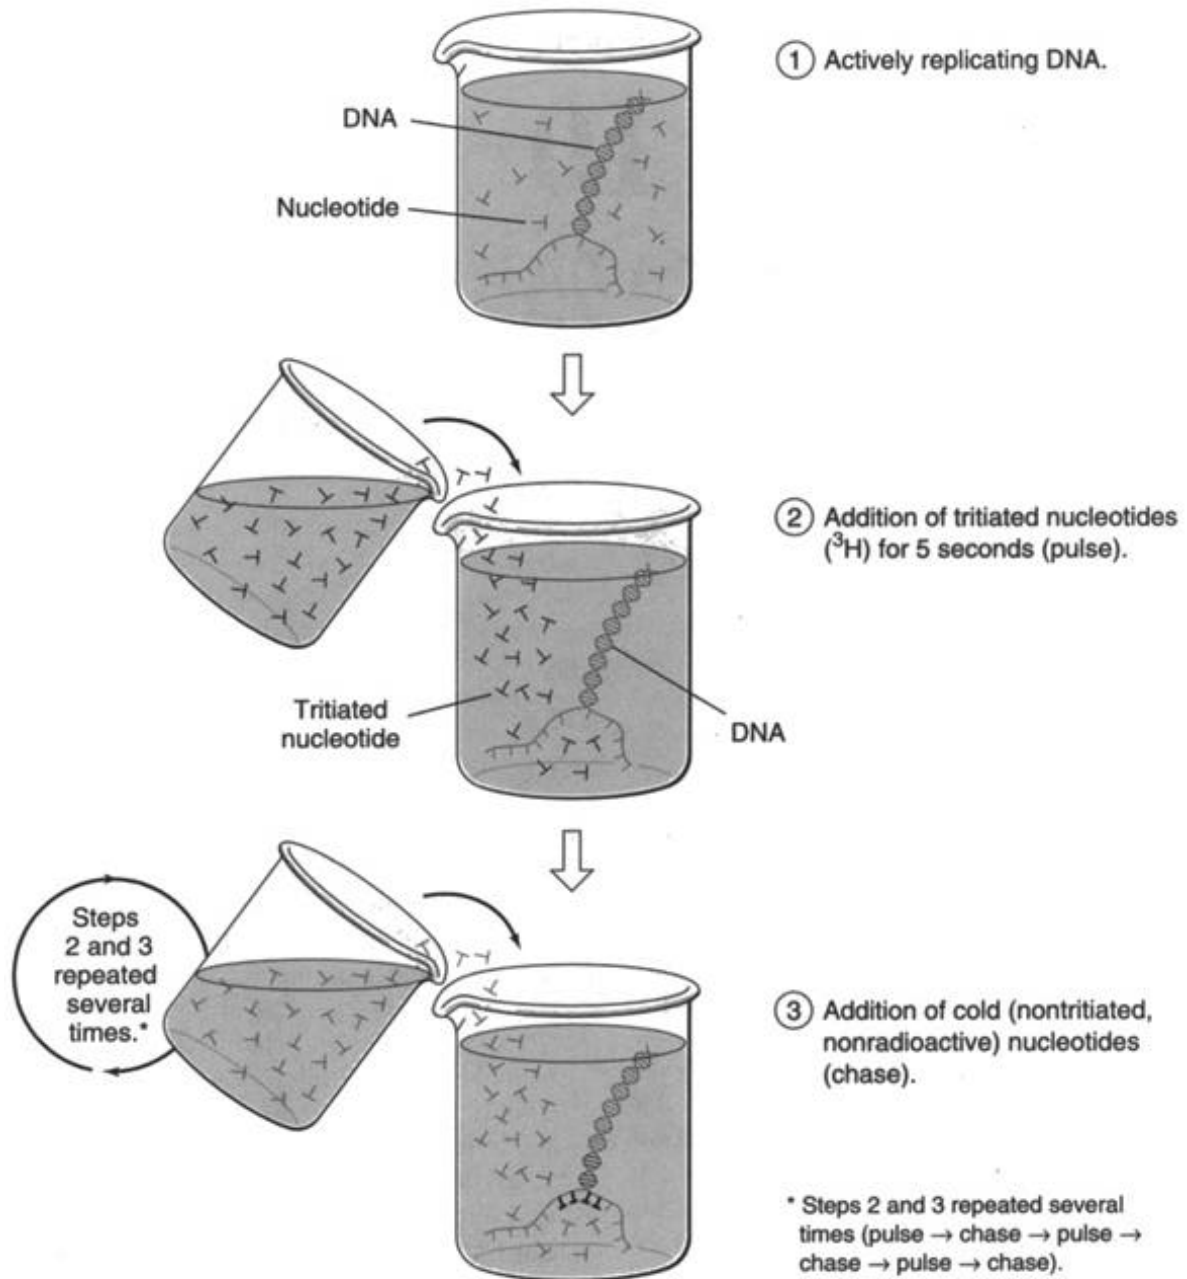 ① Actively replicating DNA.
DNA
Nucleotide
② Addition of tritiated nucleotides
(³H) for 5 seconds (pulse).
Tritiated
nucleotide
DNA
Steps
2 and 3
repeated
several
times.*
③ Addition of cold (nontritiated,
nonradioactive) nucleotides
(chase).
* Steps 2 and 3 repeated several
times (pulse → chase → pulse →
chase → pulse → chase).